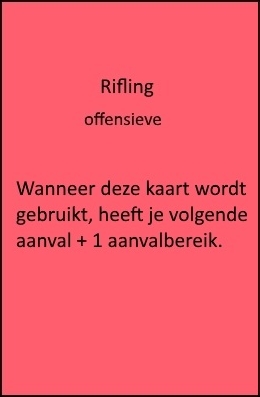 Rifling
offensieve
Wanneer deze kaart wordt
gebruikt, heeft je volgende
aanval + 1 aanvalbereik.